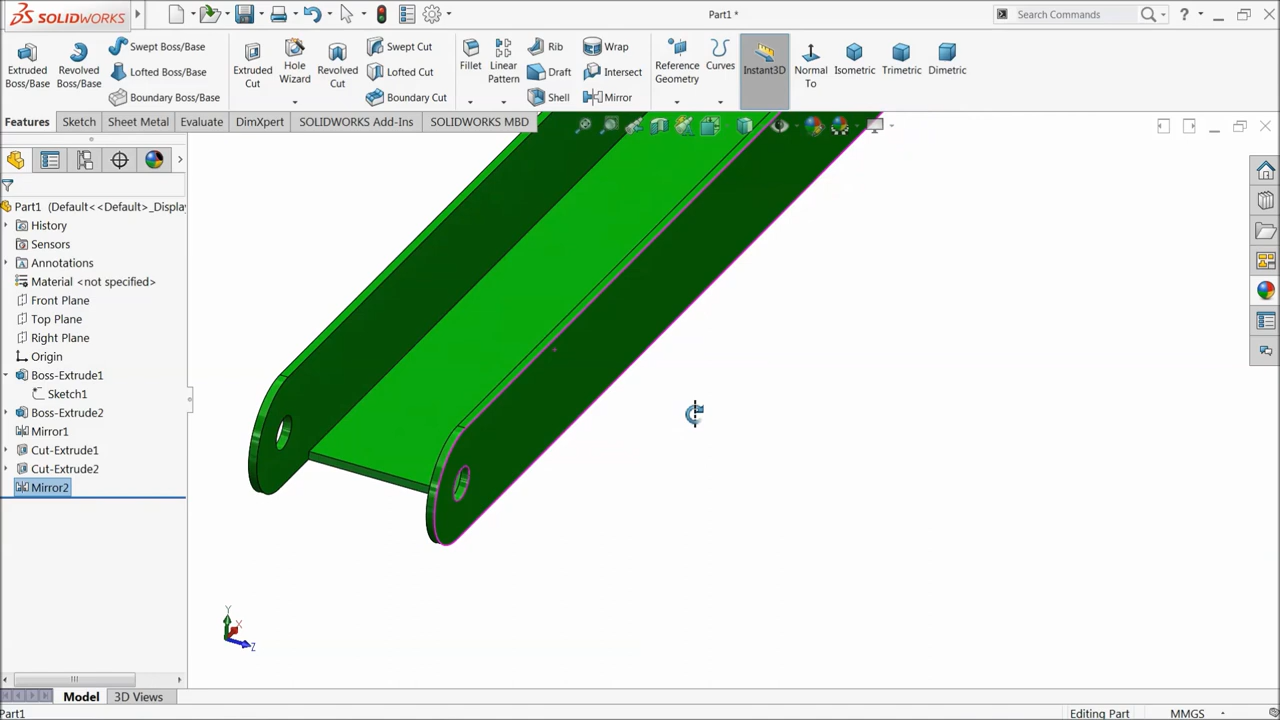 SOLIDWORKS
Part1 *
Search Commands
?
Extruded Boss/Base
Revolved Boss/Base
Swept Boss/Base
Lofted Boss/Base
Boundary Boss/Base
Extruded Cut
Hole Wizard
Revolved Cut
Swept Cut
Lofted Cut
Boundary Cut
Fillet
Linear Pattern
Rib
Draft
Shell
Wrap
Intersect
Mirror
Reference Geometry
Curves
Instant3D
Normal To
Isometric
Trimetric
Dimetric
Features
Sketch
Sheet Metal
Evaluate
DimXpert
SOLIDWORKS Add-Ins
SOLIDWORKS MBD
Part1 (Default<<Default>_Display
History
Sensors
Annotations
Material <not specified>
Front Plane
Top Plane
Right Plane
Origin
Boss-Extrude1
Sketch1
Boss-Extrude2
Mirror1
Cut-Extrude1
Cut-Extrude2
Mirror2
Y
X
Z
Model
3D Views
Part1
Editing Part
MMGS